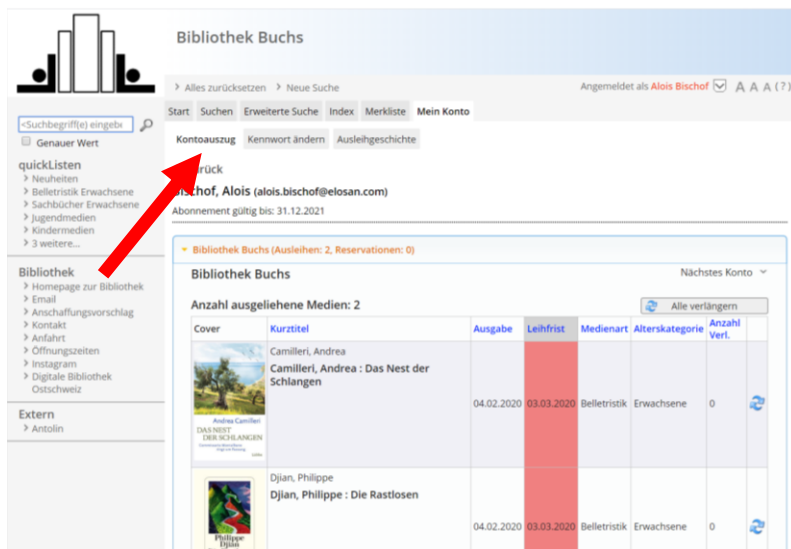 Bibliothek Buchs
> Alles zurücksetzen > Neue Suche
Angemeldet als Alois Bischof A A A (?)
Start Suchen Erweiterte Suche Index Merkliste Mein Konto
Kontoauszug Kennwort ändern Ausleihgeschichte
<Suchbegriff(e) eingebe
Genauer Wert
quickListen
> Neuheiten
> Belletristik Erwachsene
> Sachbücher Erwachsene
> Jugendmedien
> Kindermedien
> 3 weitere...
Bibliothek
> Homepage zur Bibliothek
> Email
> Anschaffungsvorschlag
> Kontakt
> Anfahrt
> Öffnungszeiten
> Instagram
> Digitale Bibliothek
Ostschweiz
Extern
> Antolin
rück
Bischof, Alois (alois.bischof@elosan.com)
Abonnement gültig bis: 31.12.2021
Bibliothek Buchs (Ausleihen: 2, Reservationen: 0)
Bibliothek Buchs
Nächstes Konto
Anzahl ausgeliehene Medien: 2
Alle verlängern
Cover Kurztitel Ausgabe Leihfrist Medienart Alterskategorie Anzahl
Verl.
Camilleri, Andrea
Camilleri, Andrea : Das Nest der
Schlangen
04.02.2020 03.03.2020 Belletristik Erwachsene 0
Andrea Camilleri
DAS NEST
DER SCHLANGEN
Djian, Philippe
Djian, Philippe : Die Rastlosen
04.02.2020 03.03.2020 Belletristik Erwachsene 0
Philippe
Djian